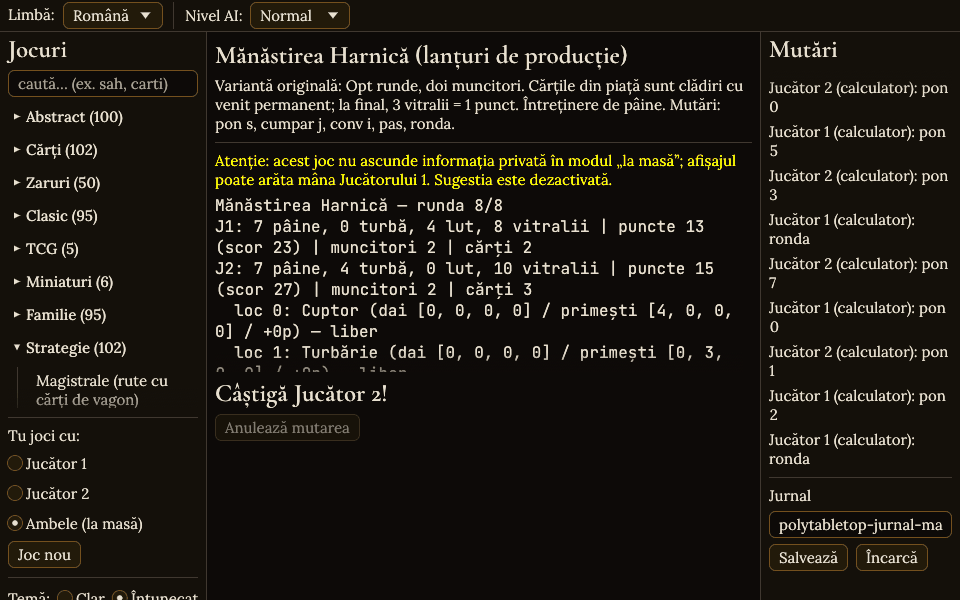 Limbă: Română ▼ Nivel AI: Normal ▼
Jocuri
caută... (ex. sah, carti)
▸ Abstract (100)
▸ Cărți (102)
▸ Zaruri (50)
▸ Clasic (95)
▸ TCG (5)
▸ Miniaturi (6)
▸ Familie (95)
▾ Strategie (102)
Magistrale (rute cu
cărți de vagon)
Tu joci cu:
Jucător 1
Jucător 2
Ambele (la masă)
Joc nou
Temă: Clar Întunecat
Mănăstirea Harnică (lanțuri de producție)
Variantă originală: Opt runde, doi muncitori. Cărțile din piață sunt clădiri cu
venit permanent; la final, 3 vitralii = 1 punct. Întreținere de pâine. Mutări:
pon s, cumpar j, conv i, pas, ronda.
Atenție: acest joc nu ascunde informația privată în modul „la masă”; afișajul
poate arăta mâna Jucătorului 1. Sugestia este dezactivată.
Mănăstirea Harnică — runda 8/8
J1: 7 pâine, 0 turbă, 4 lut, 8 vitralii | puncte 13
(scor 23) | muncitori 2 | cărți 2
J2: 7 pâine, 4 turbă, 0 lut, 10 vitralii | puncte 15
(scor 27) | muncitori 2 | cărți 3
loc 0: Cuptor (dai [0, 0, 0, 0] / primești [4, 0, 0,
0] / +0p) — liber
loc 1: Turbărie (dai [0, 0, 0, 0] / primești [0, 3,
0, 0] / +0p) — liber
Câștigă Jucător 2!
Anulează mutarea
Mutări
Jucător 2 (calculator): pon
0
Jucător 1 (calculator): pon
5
Jucător 2 (calculator): pon
3
Jucător 1 (calculator):
ronda
Jucător 2 (calculator): pon
7
Jucător 1 (calculator): pon
0
Jucător 2 (calculator): pon
1
Jucător 1 (calculator): pon
2
Jucător 1 (calculator):
ronda
Jurnal
polytabletop-jurnal-ma
Salvează Încarcă